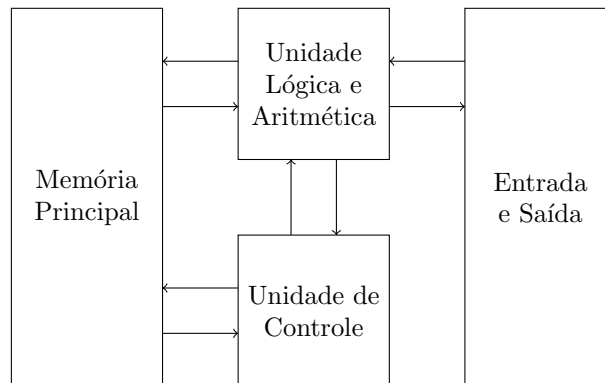 Memória
Principal
Unidade
Lógica e
Aritmética
Unidade de
Controle
Entrada
e Saída